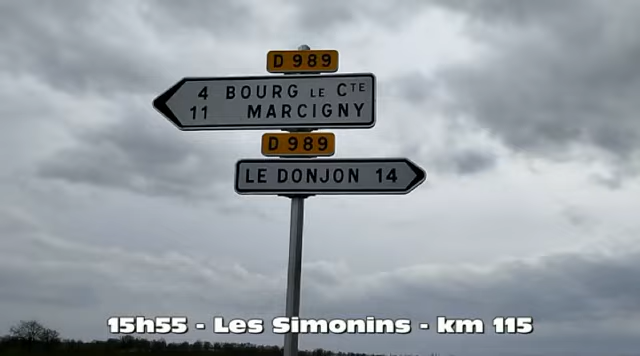 D 989
4 BOURG LE CTE
11 MARCIGNY
D 989
LE DONJON 14
15h55 - Les Simonins - km 115